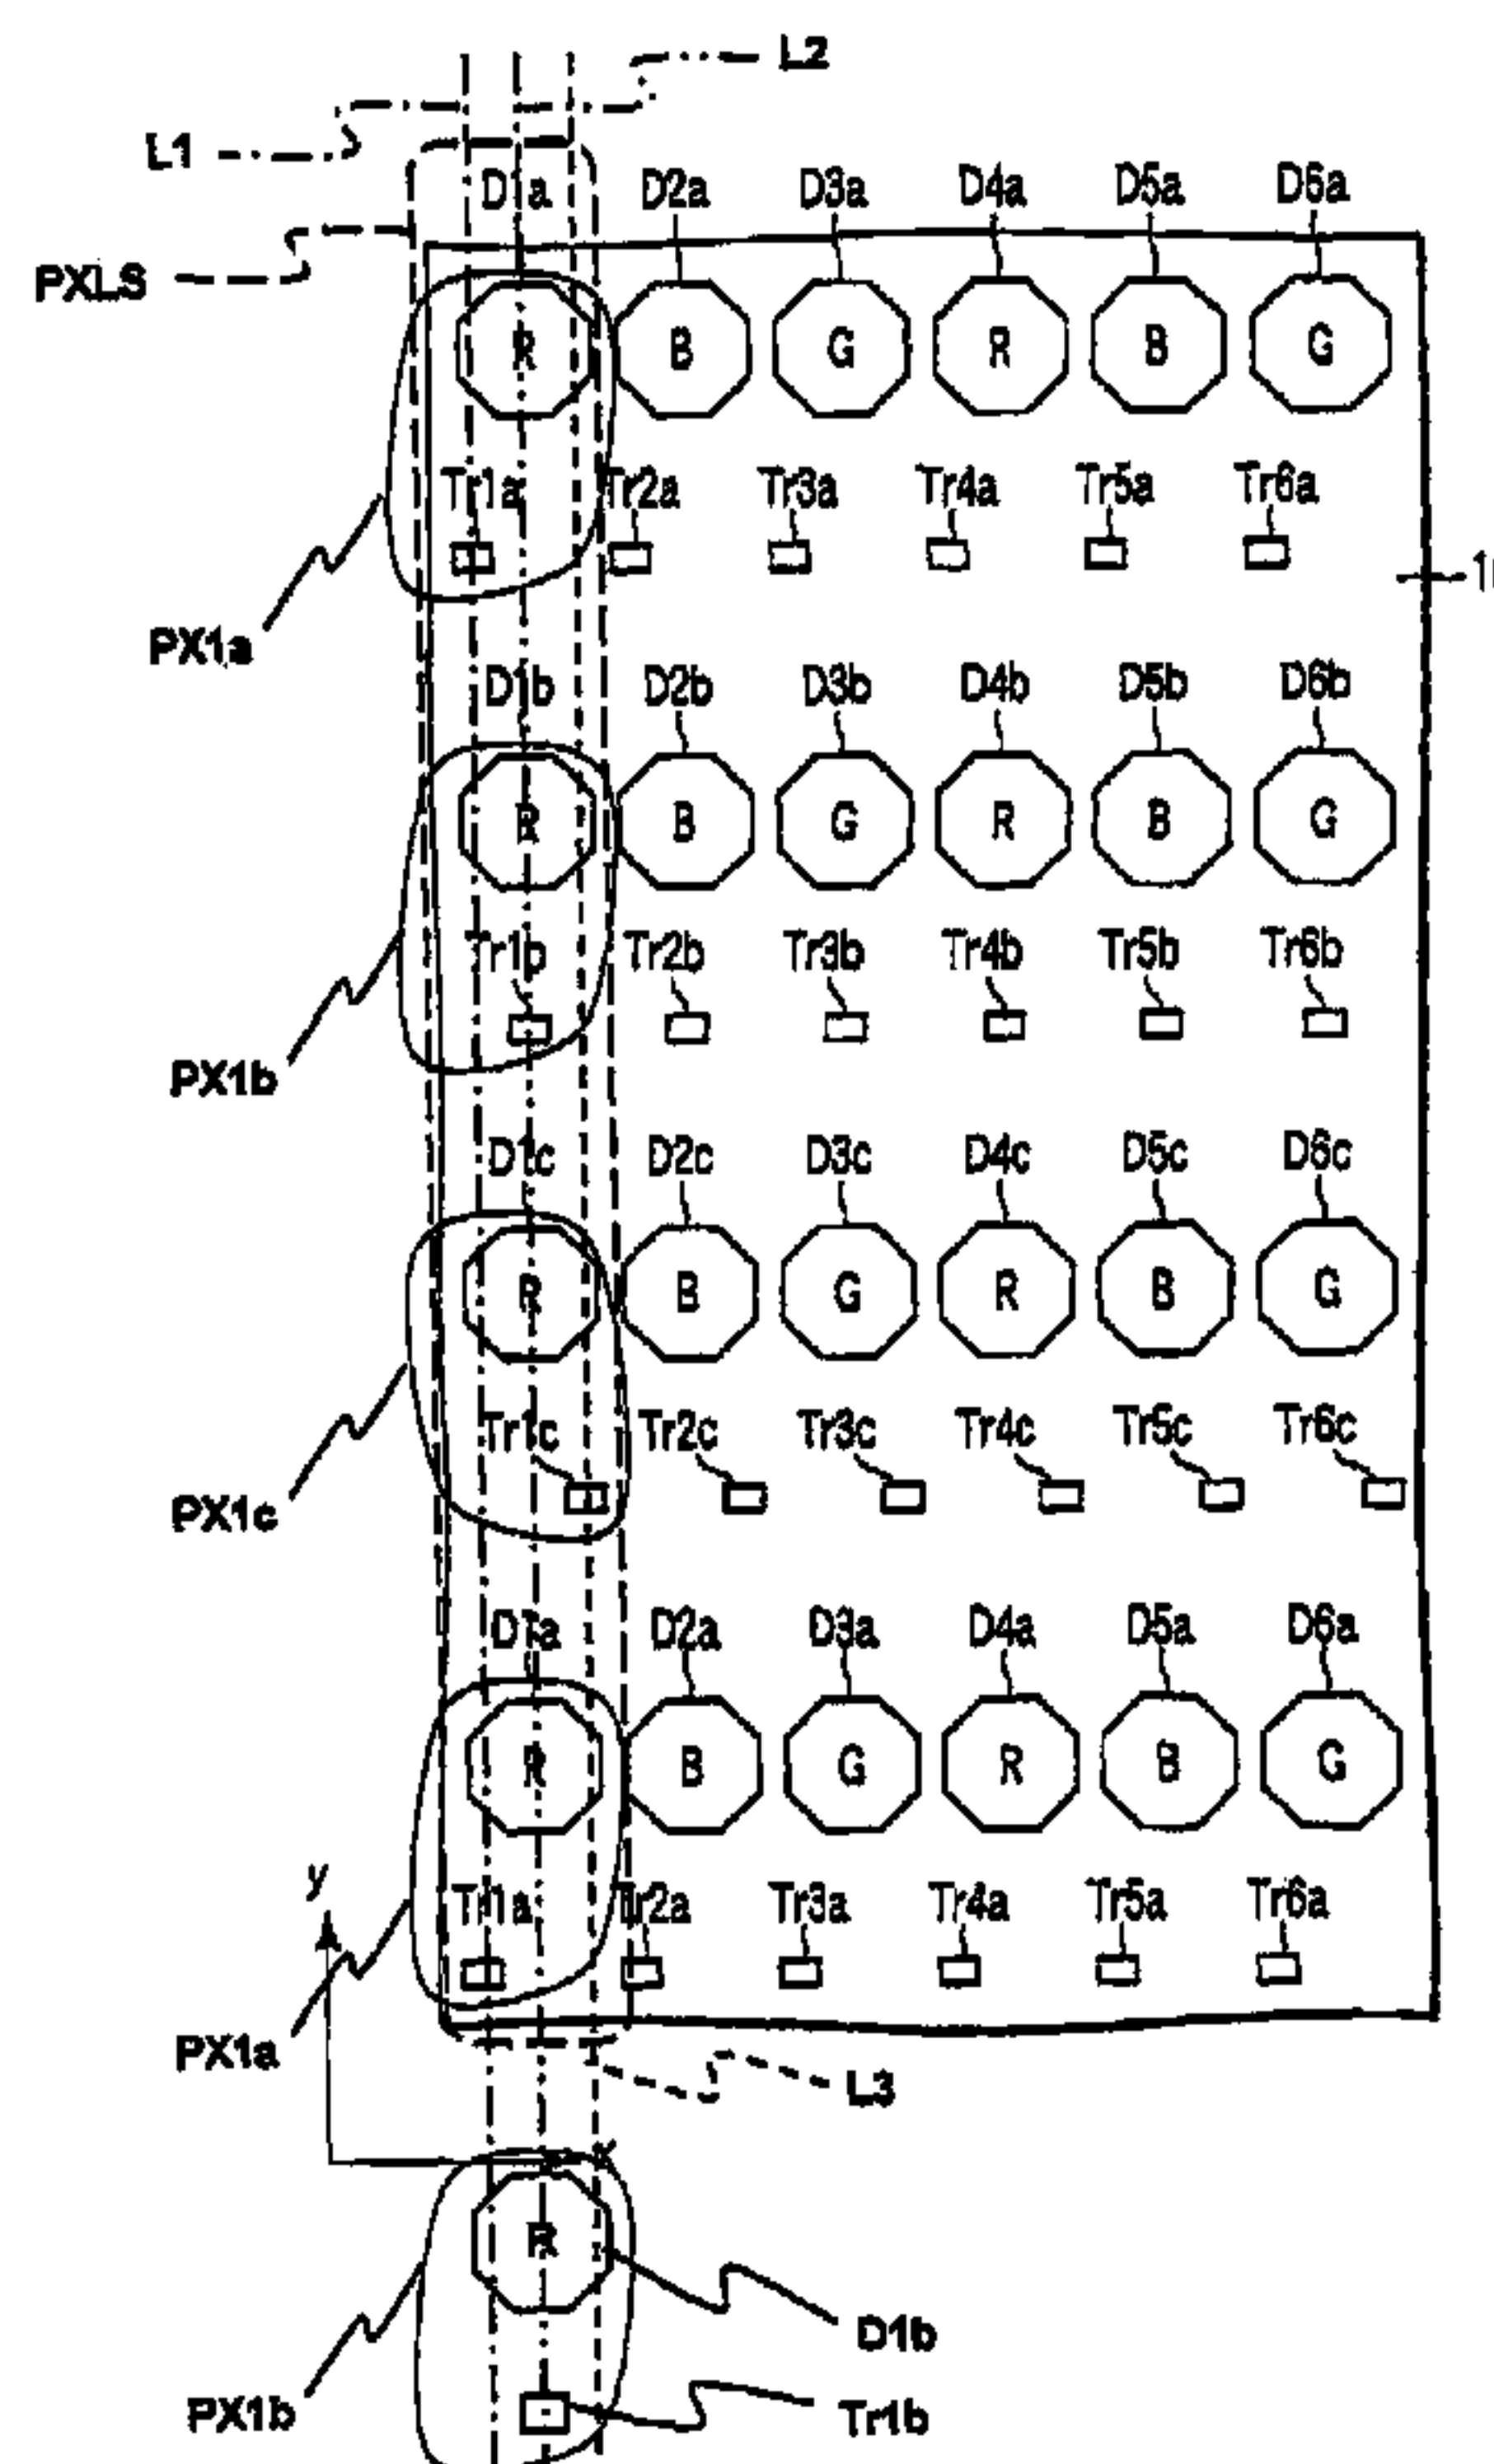 L2
L1
D1a D2a D3a D4a D5a D6a
PXLS
R B G R B G
Tr1a Tr2a Tr3a Tr4a Tr5a Tr6a
PX1a
D1b D2b D3b D4b D5b D6b
R B G R B G
Tr1b Tr2b Tr3b Tr4b Tr5b Tr6b
PX1b
D1c D2c D3c D4c D5c D6c
R B G R B G
Tr1c Tr2c Tr3c Tr4c Tr5c Tr6c
PX1c
D1a D2a D3a D4a D5a D6a
R B G R B G
y
Tr1a Tr2a Tr3a Tr4a Tr5a Tr6a
PX1a
L3
x
R
D1b
PX1b
Tr1b